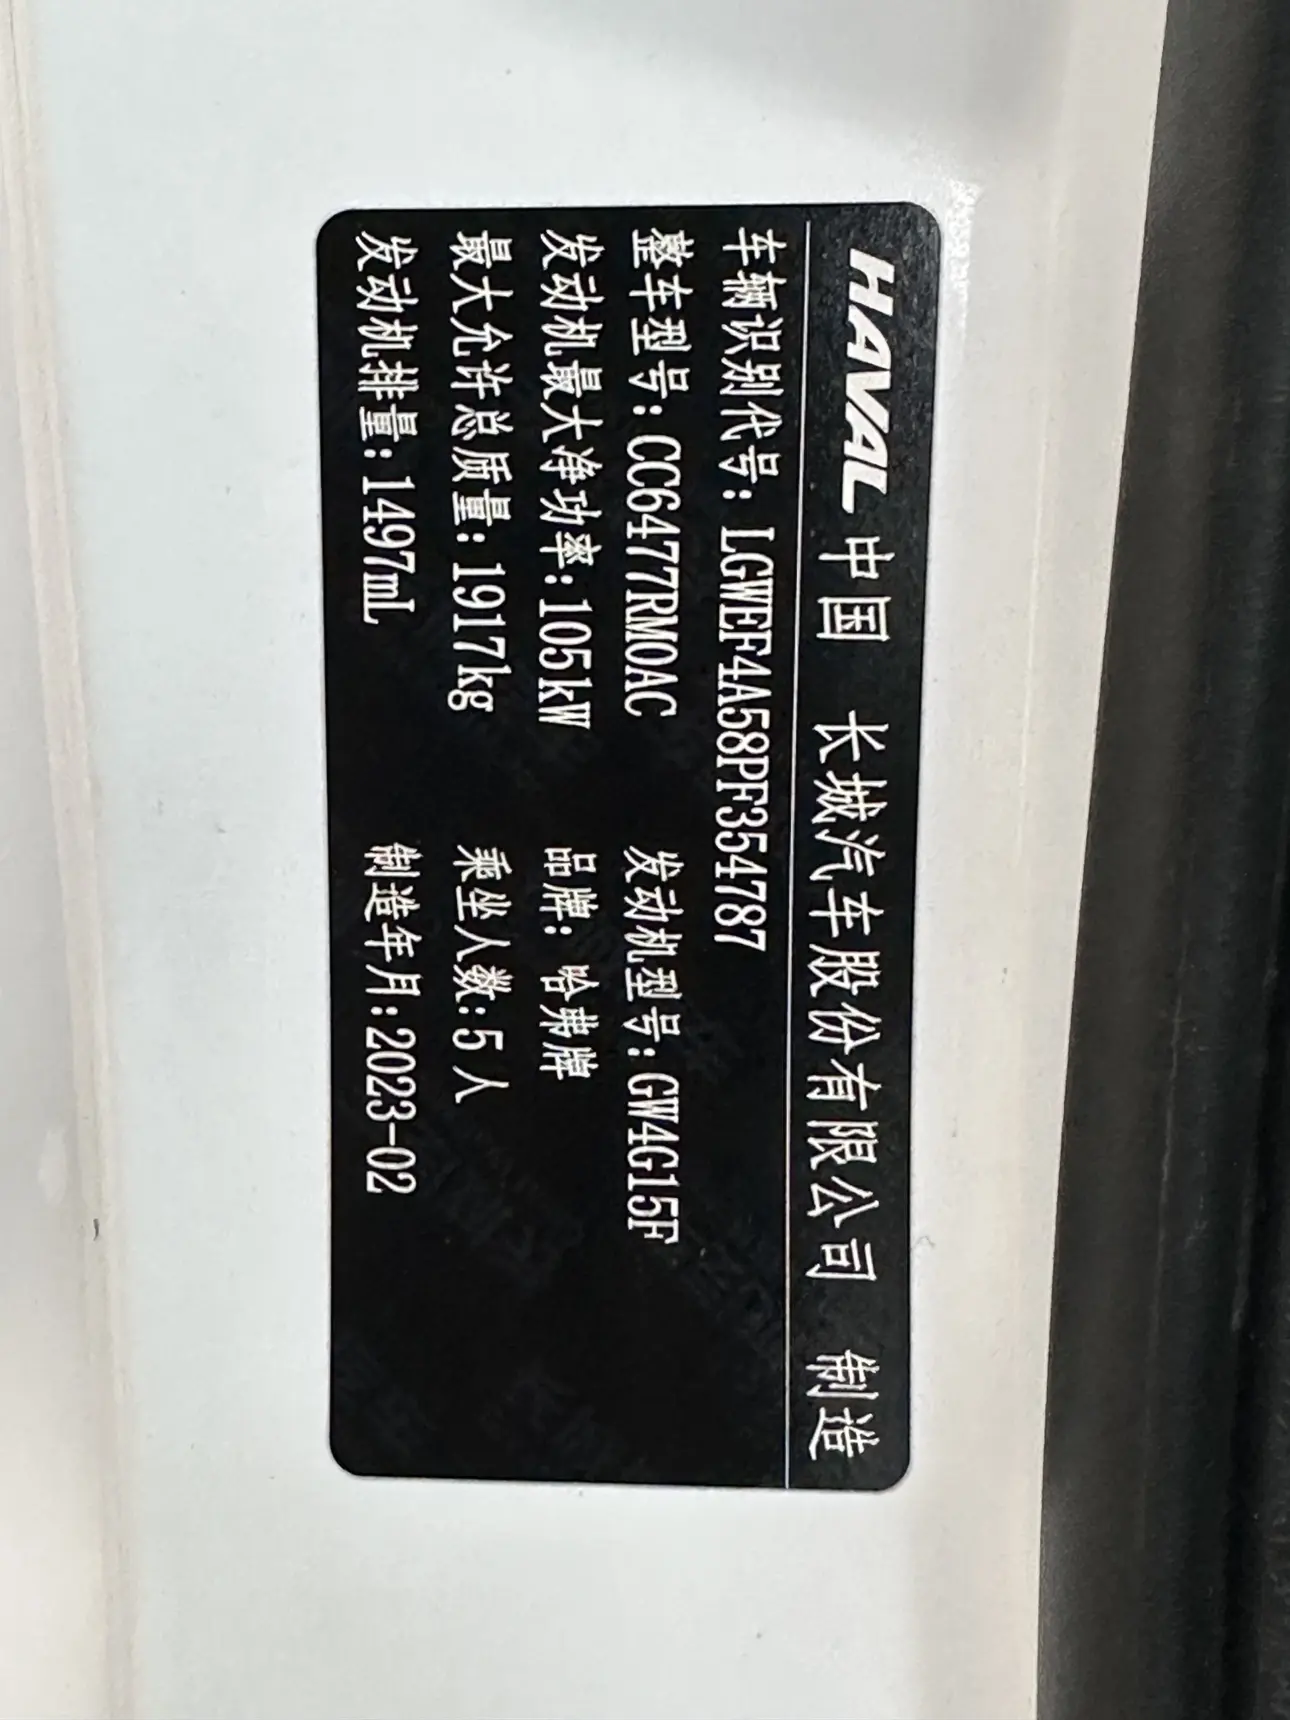 HAVAL 中国 长城汽车股份有限公司 制造
车辆识别代号: LGWEF4A58PF354787
整车型号: CC6477RM0AC 发动机型号: GW4G15F
发动机最大净功率: 105kW 品牌: 哈弗牌
最大允许总质量: 1917kg 乘坐人数: 5人
发动机排量: 1497mL 制造年月: 2023-02